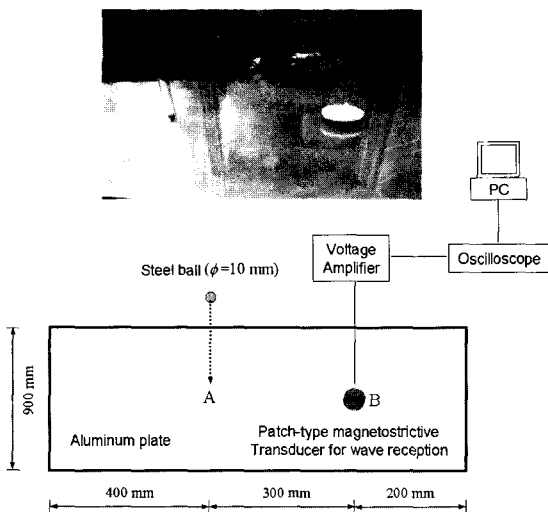 PC
Voltage
Amplifier
Oscilloscope
Steel ball (ϕ=10 mm)
A
B
900 mm
Aluminum plate
Patch-type magnetostrictive
Transducer for wave reception
400 mm
300 mm
200 mm